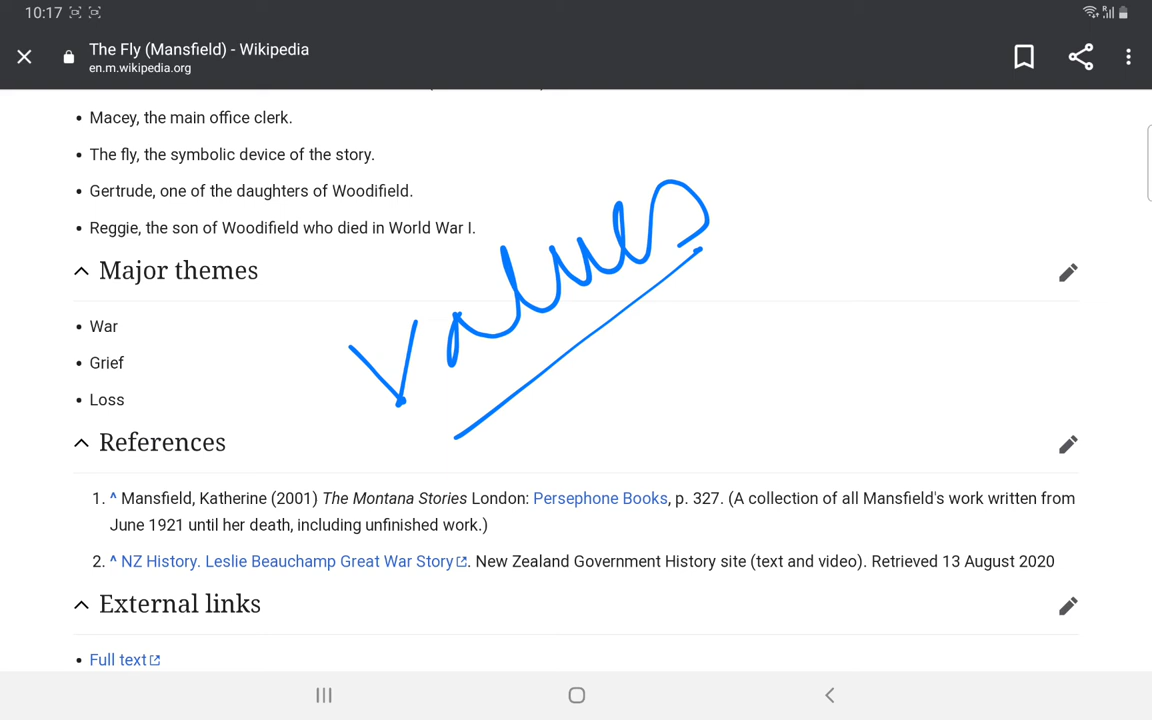 10:17
The Fly (Mansfield) - Wikipedia
en.m.wikipedia.org
• Macey, the main office clerk.
• The fly, the symbolic device of the story.
• Gertrude, one of the daughters of Woodifield.
• Reggie, the son of Woodifield who died in World War I.
values
Major themes
• War
• Grief
• Loss
References
1. ^ Mansfield, Katherine (2001) The Montana Stories London: Persephone Books, p. 327. (A collection of all Mansfield's work written from
June 1921 until her death, including unfinished work.)
2. ^ NZ History. Leslie Beauchamp Great War Story. New Zealand Government History site (text and video). Retrieved 13 August 2020
External links
• Full text